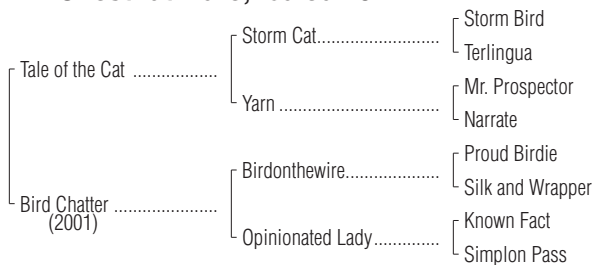 Storm Bird
Storm Cat........................................
Terlingua
Tale of the Cat ..................
Mr. Prospector
Yarn ......................................
Narrate
Proud Birdie
Birdonthewire......................
Silk and Wrapper
Bird Chatter ......................
(2001)
Known Fact
Opinionated Lady...............
Simplon Pass